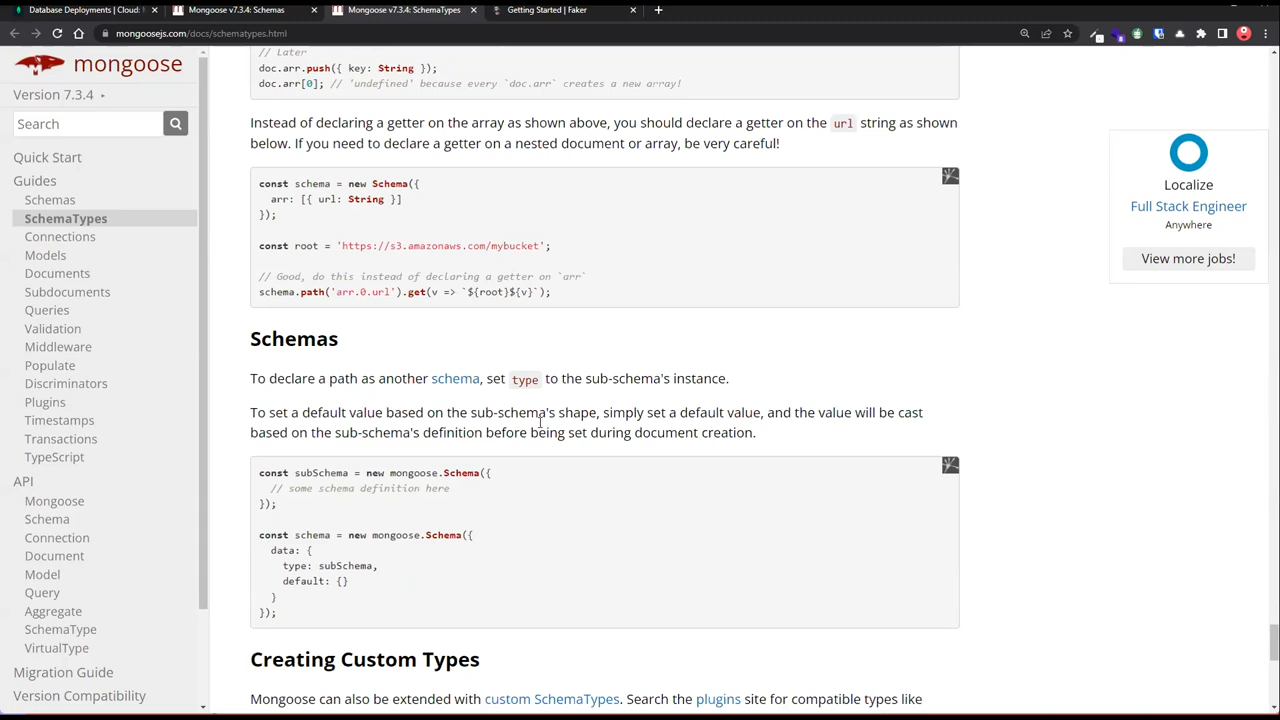 Database Deployments | Cloud:
Mongoose v7.3.4: Schemas
Mongoose v7.3.4: SchemaTypes
Getting Started | Faker
mongoosejs.com/docs/schematypes.html
mongoose
Version 7.3.4
Search
Quick Start
Guides
Schemas
SchemaTypes
Connections
Models
Documents
Subdocuments
Queries
Validation
Middleware
Populate
Discriminators
Plugins
Timestamps
Transactions
TypeScript
API
Mongoose
Schema
Connection
Document
Model
Query
Aggregate
SchemaType
VirtualType
Migration Guide
Version Compatibility
// Later
doc.arr.push({ key: String });
doc.arr[0]; // 'undefined' because every `doc.arr` creates a new array!
Instead of declaring a getter on the array as shown above, you should declare a getter on the url string as shown
below. If you need to declare a getter on a nested document or array, be very careful!
const schema = new Schema({
arr: [{ url: String }]
});
const root = 'https://s3.amazonaws.com/mybucket';
// Good, do this instead of declaring a getter on `arr`
schema.path('arr.0.url').get(v => `${root}${v}`);
Schemas
To declare a path as another schema, set type to the sub-schema's instance.
To set a default value based on the sub-schema's shape, simply set a default value, and the value will be cast
based on the sub-schema's definition before being set during document creation.
const subSchema = new mongoose.Schema({
// some schema definition here
});
const schema = new mongoose.Schema({
data: {
type: subSchema,
default: {}
}
});
Creating Custom Types
Mongoose can also be extended with custom SchemaTypes. Search the plugins site for compatible types like
Localize
Full Stack Engineer
Anywhere
View more jobs!